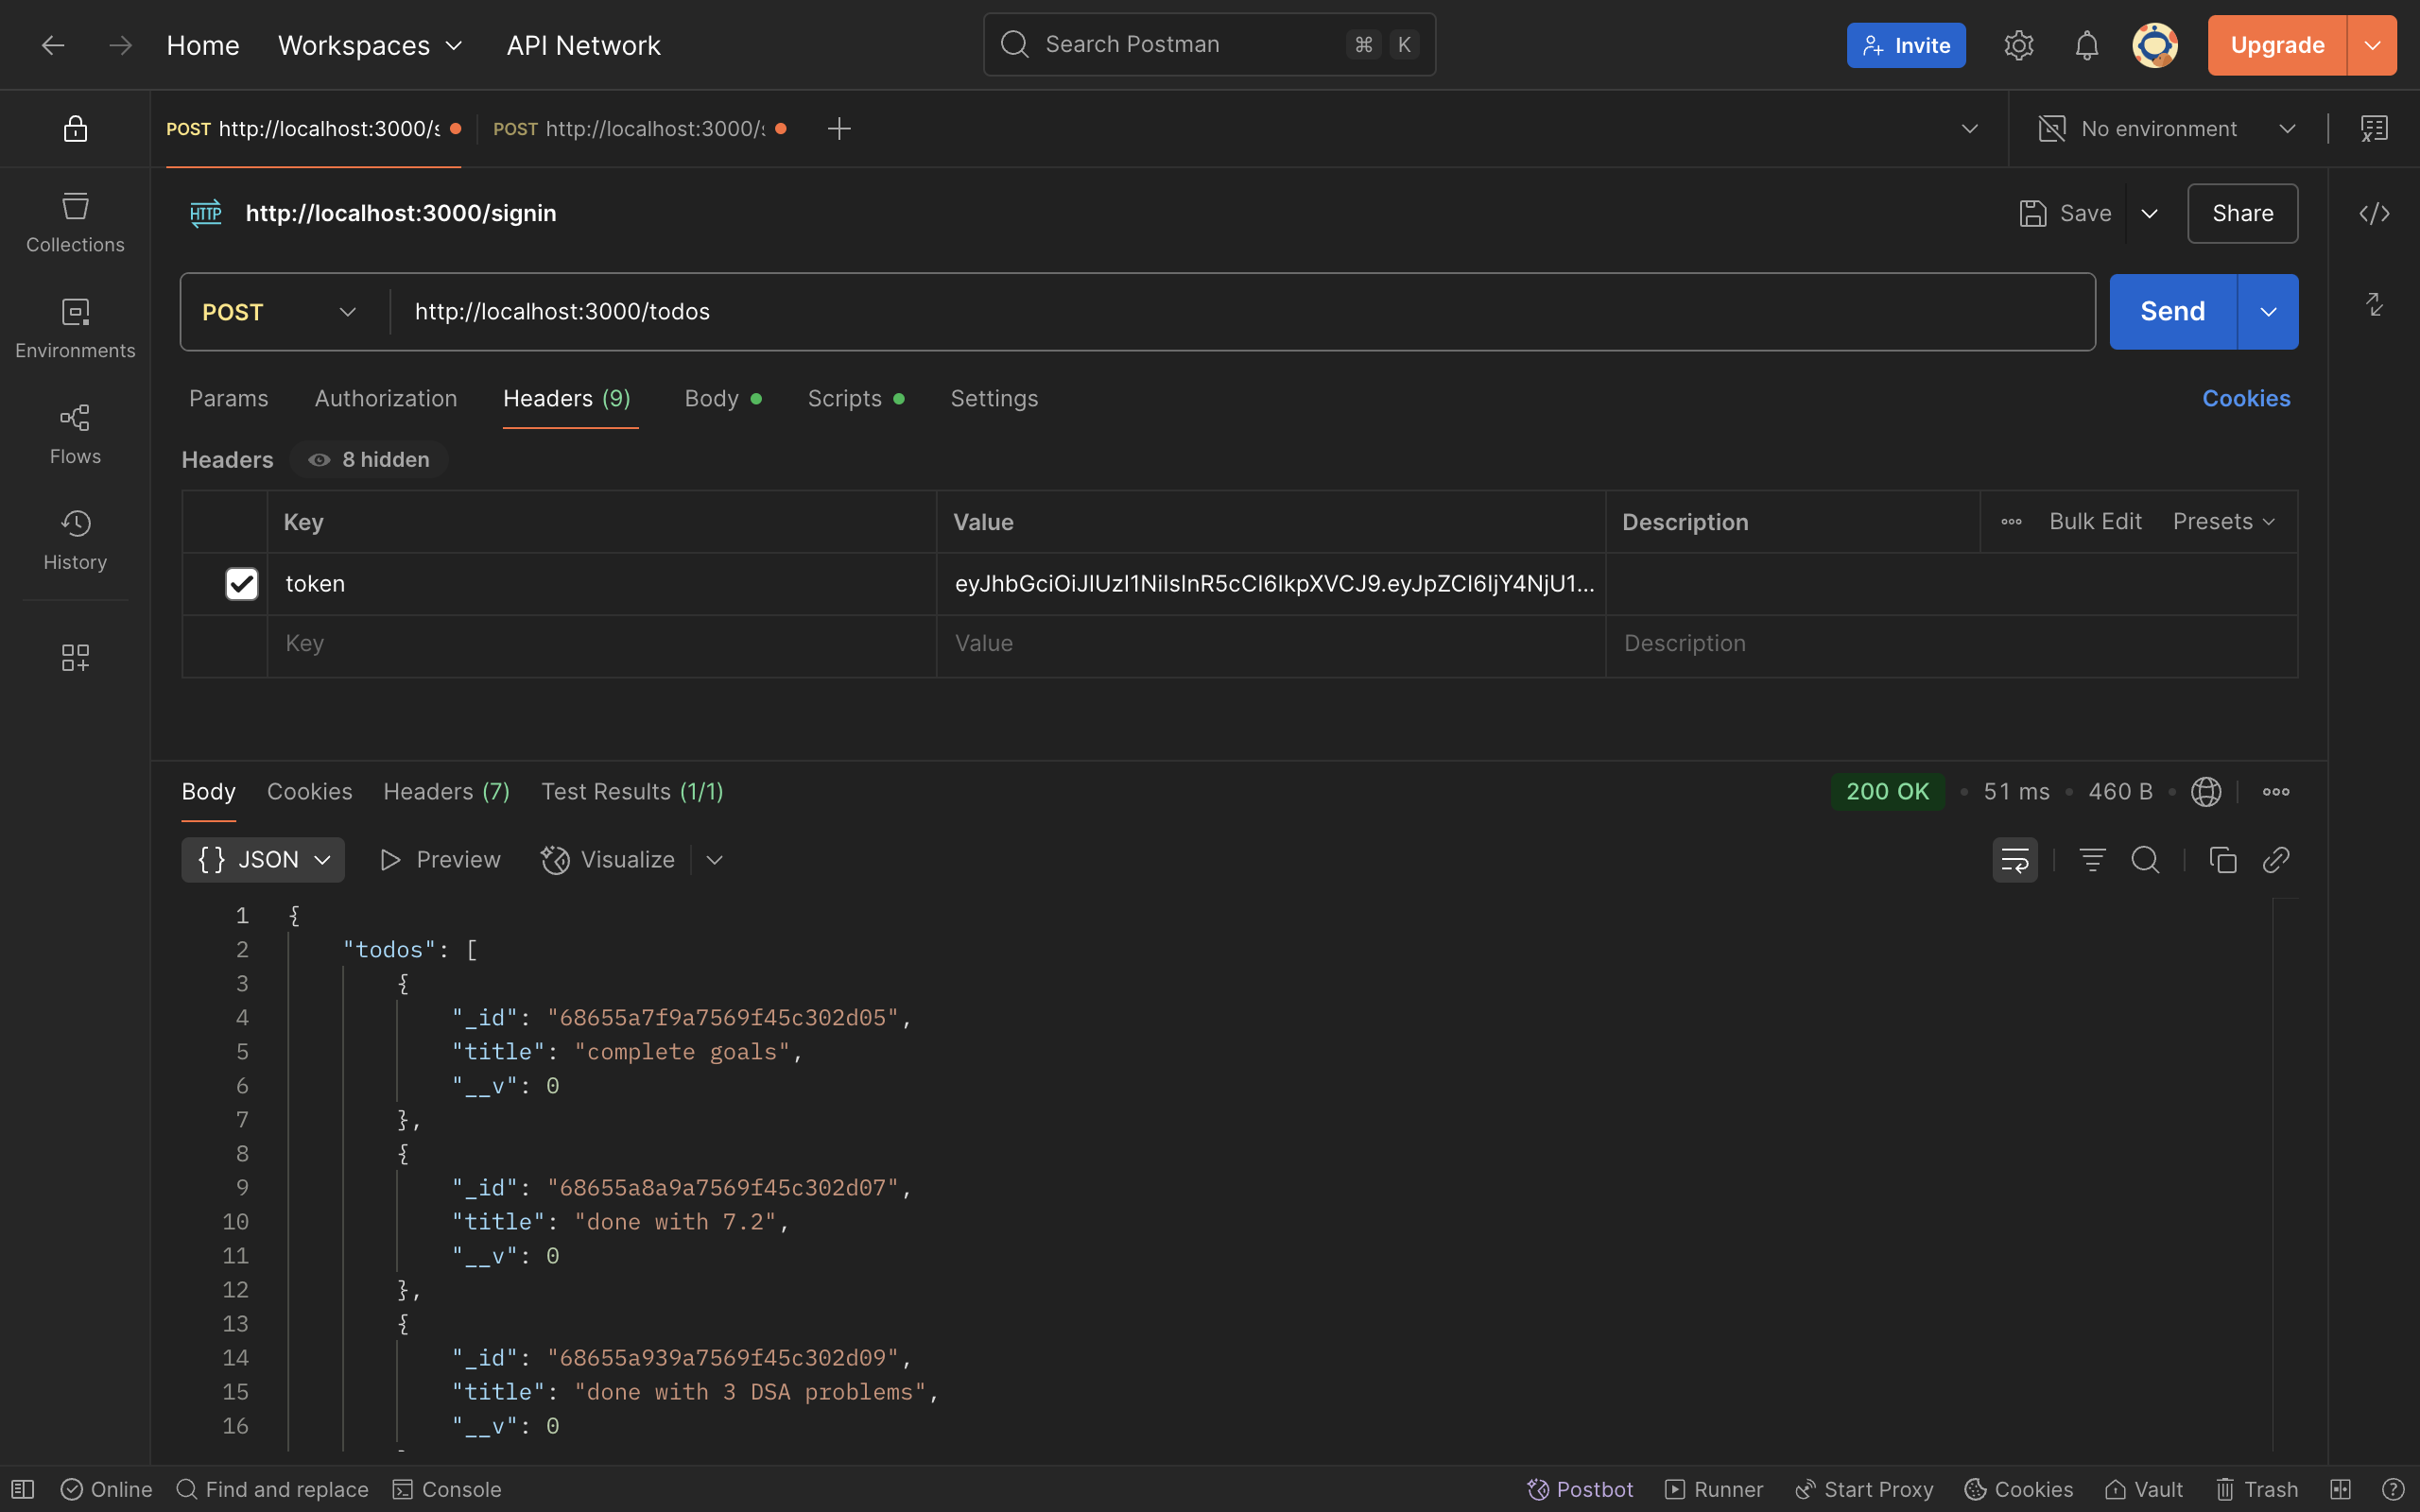 Home Workspaces API Network Search Postman ⌘ K Invite Upgrade
POST http://localhost:3000/s POST http://localhost:3000/s No environment
HTTP http://localhost:3000/signin Save Share
Collections
POST http://localhost:3000/todos Send
Environments
Params Authorization Headers (9) Body Scripts Settings Cookies
Flows
Headers 8 hidden
Key Value Description Bulk Edit Presets
History
token eyJhbGciOiJIUzI1NiIsInR5cCI6IkpXVCJ9.eyJpZCI6IjY4NjU1...
Key Value Description
Body Cookies Headers (7) Test Results (1/1) 200 OK • 51 ms • 460 B •
{ } JSON Preview Visualize
1 {
2 "todos": [
3 {
4 "_id": "68655a7f9a7569f45c302d05",
5 "title": "complete goals",
6 "__v": 0
7 },
8 {
9 "_id": "68655a8a9a7569f45c302d07",
10 "title": "done with 7.2",
11 "__v": 0
12 },
13 {
14 "_id": "68655a939a7569f45c302d09",
15 "title": "done with 3 DSA problems",
16 "__v": 0
Online Find and replace Console Postbot Runner Start Proxy Cookies Vault Trash